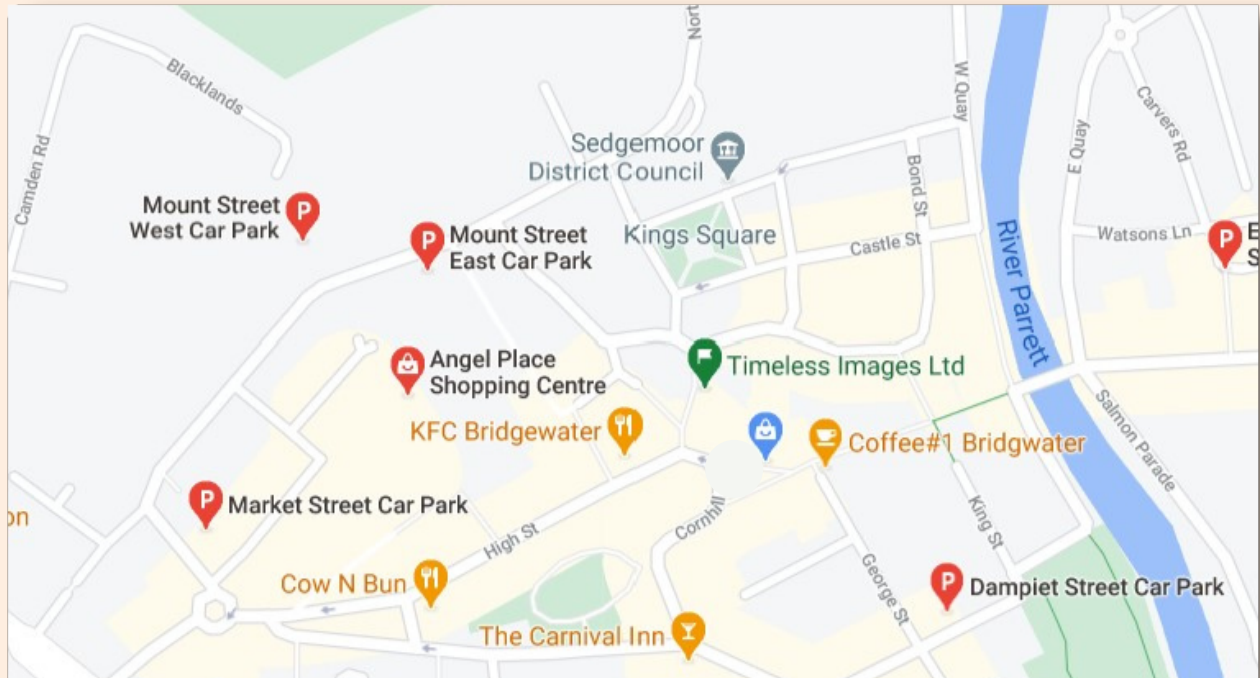 Nort
Blacklands
W Quay
Carvers Rd
E Quay
Camden Rd
Sedgemoor
District Council
Bond St
Mount Street
West Car Park
Mount Street
East Car Park
Kings Square
Castle St
Watsons Ln
E
S
River Parrett
Angel Place
Shopping Centre
Timeless Images Ltd
KFC Bridgewater
Coffee#1 Bridgwater
Salmon Parade
Market Street Car Park
on
High St
Cornhill
King St
George St
Cow N Bun
Dampiet Street Car Park
The Carnival Inn
P
P
P
P
P